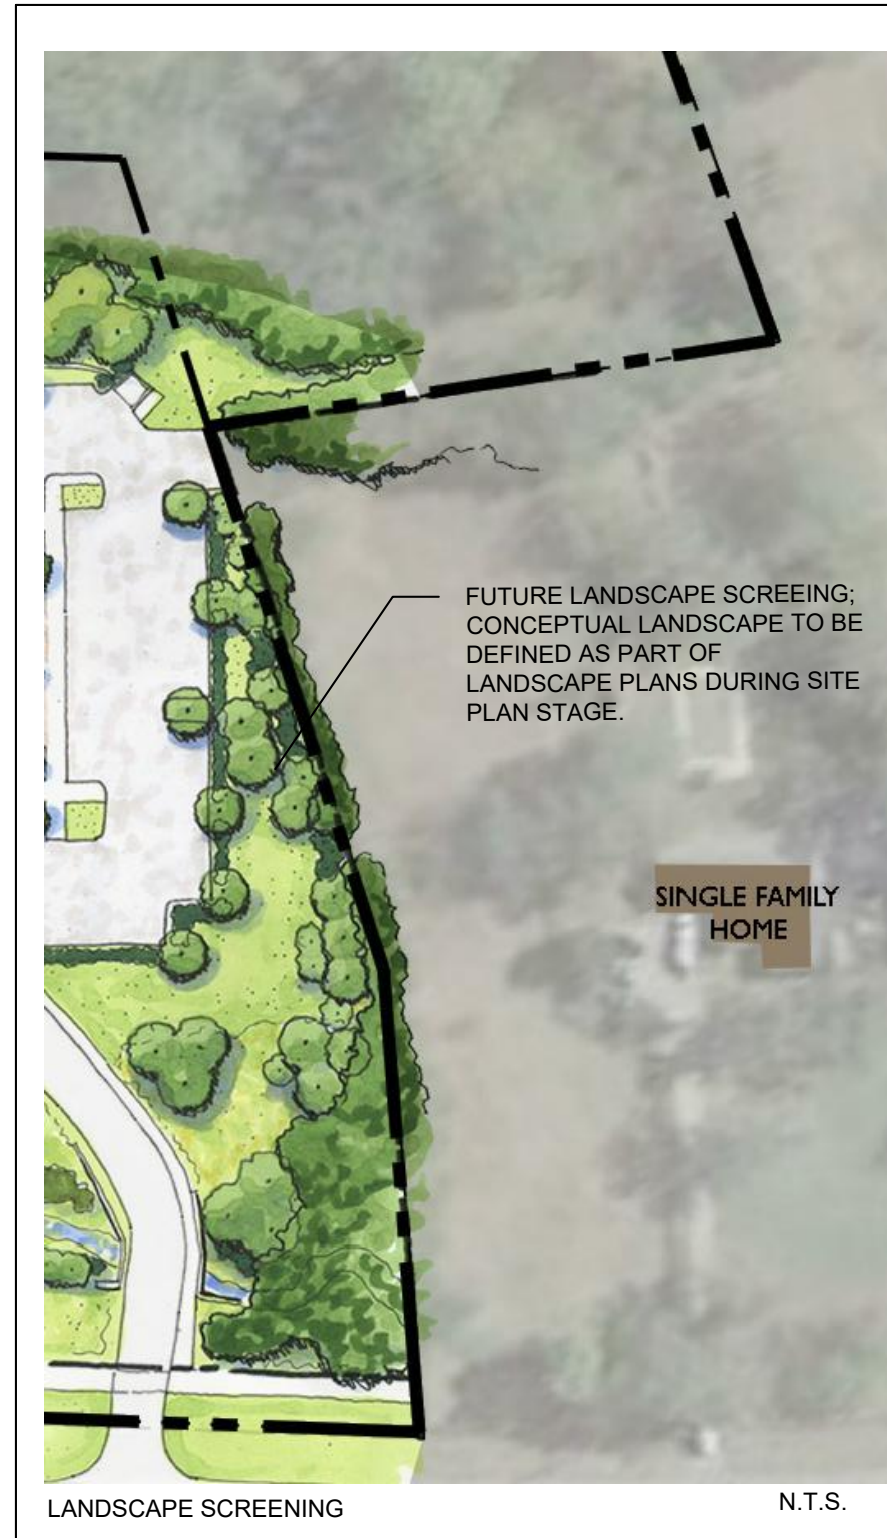 FUTURE LANDSCAPE SCREEING;
CONCEPTUAL LANDSCAPE TO BE
DEFINED AS PART OF
LANDSCAPE PLANS DURING SITE
PLAN STAGE.
SINGLE FAMILY
HOME
LANDSCAPE SCREENING
N.T.S.